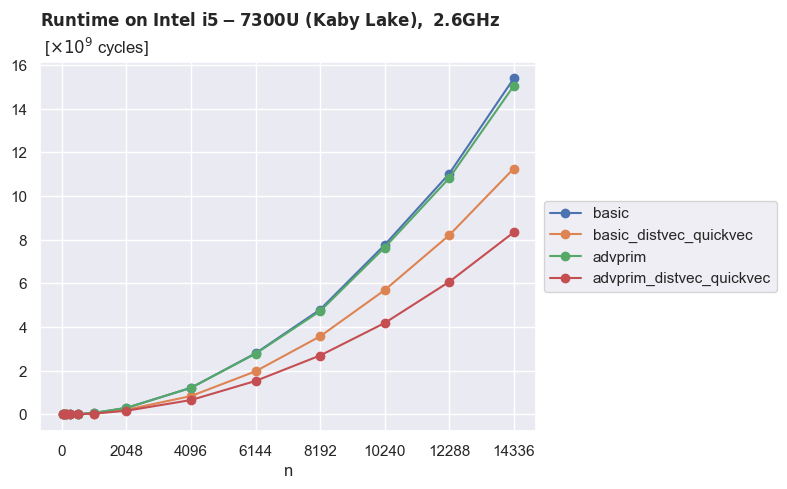 Runtime on Intel i5 − 7300U (Kaby Lake), 2.6GHz
[×10⁹ cycles]
16
14
12
10
8
6
4
2
0
0 2048 4096 6144 8192 10240 12288 14336
n
basic
basic_distvec_quickvec
advprim
advprim_distvec_quickvec